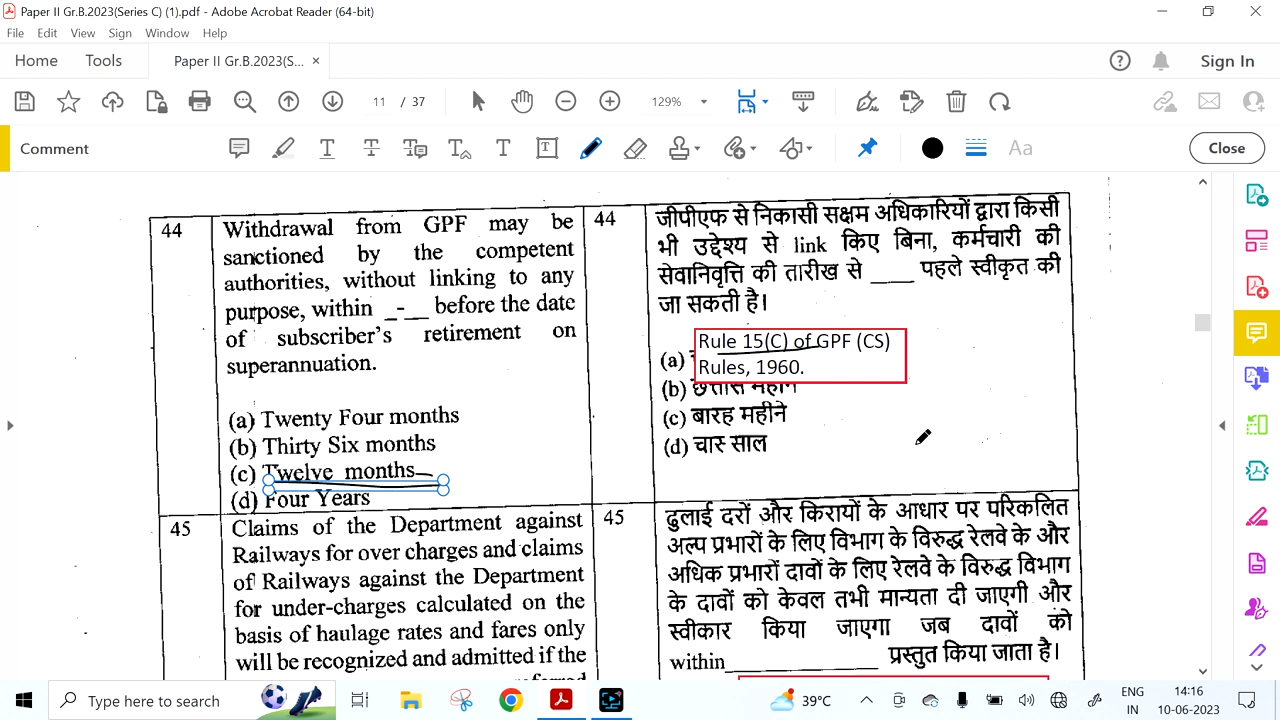 Paper II Gr.B.2023(Series C) (1).pdf - Adobe Acrobat Reader (64-bit)
File Edit View Sign Window Help
Home Tools Paper II Gr.B.2023(S... × Sign In
11 / 37 129%
Comment Aa Close
44
Withdrawal from GPF may be
sanctioned by the competent
authorities, without linking to any
purpose, within _-__ before the date
of subscriber's retirement on
superannuation.
(a) Twenty Four months
(b) Thirty Six months
(c) Twelve months
(d) Four Years
44
जीपीएफ से निकासी सक्षम अधिकारियों द्वारा किसी
भी उद्देश्य से link किए बिना, कर्मचारी की
सेवानिवृत्ति की तारीख से ____ पहले स्वीकृत की
जा सकती है।
Rule 15(C) of GPF (CS)
Rules, 1960.
(a)
(b) छत्तीस महीने
(c) बारह महीने
(d) चार साल
45
Claims of the Department against
Railways for over charges and claims
of Railways against the Department
for under-charges calculated on the
basis of haulage rates and fares only
will be recognized and admitted if the
45
ढुलाई दरों और किरायों के आधार पर परिकलित
अल्प प्रभारों के लिए विभाग के विरुद्ध रेलवे के और
अधिक प्रभारों दावों के लिए रेलवे के विरुद्ध विभाग
के दावों को केवल तभी मान्यता दी जाएगी और
स्वीकार किया जाएगा जब दावों को
within______________ प्रस्तुत किया जाता है।
Type here to search
39°C
ENG
IN
14:16
10-06-2023